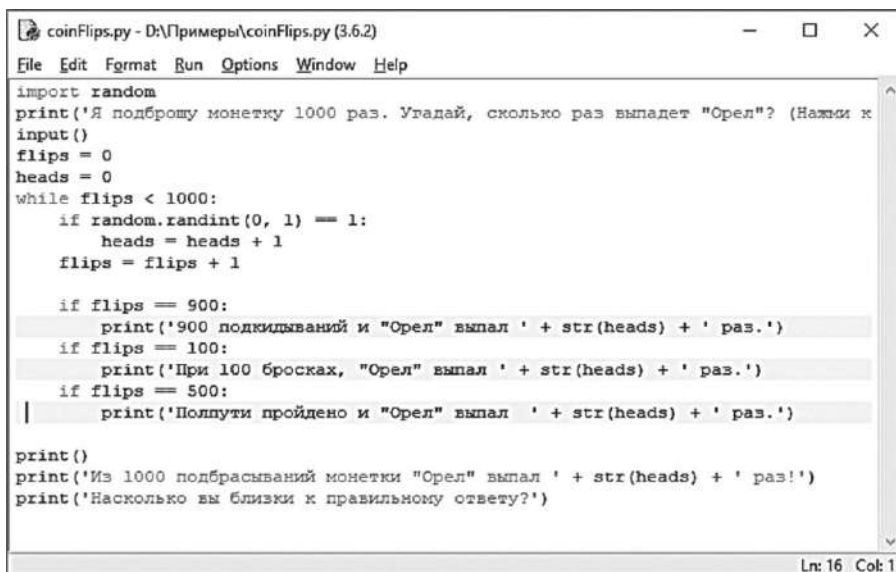 coinFlips.py - D:\Примеры\coinFlips.py (3.6.2)
File Edit Format Run Options Window Help
import random
print('Я подброшу монетку 1000 раз. Угадай, сколько раз выпадет "Орел"? (Нажми к
input()
flips = 0
heads = 0
while flips < 1000:
    if random.randint(0, 1) == 1:
        heads = heads + 1
    flips = flips + 1
    if flips == 900:
        print('900 подкидываний и "Орел" выпал ' + str(heads) + ' раз.')
    if flips == 100:
        print('При 100 бросках, "Орел" выпал ' + str(heads) + ' раз.')
    if flips == 500:
        print('Полпути пройдено и "Орел" выпал  ' + str(heads) + ' раз.')
print()
print('Из 1000 подбрасываний монетки "Орел" выпал ' + str(heads) + ' раз!')
print('Насколько вы близки к правильному ответу?')
Ln: 16 Col: 1